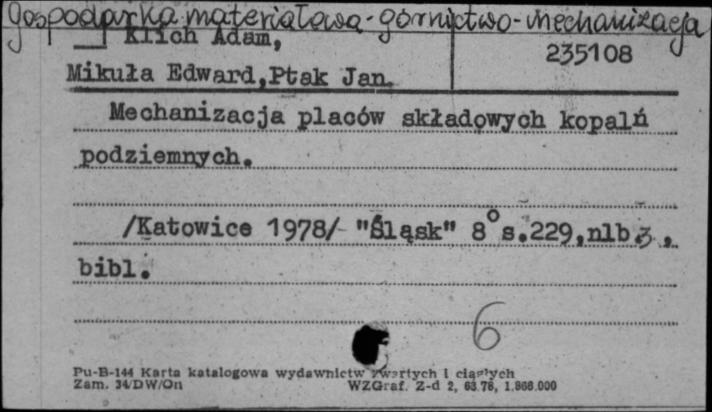 Gospodarka materiałowa - górnictwo - mechanizacja
Klich Adam,
235108
Mikuła Edward, Ptak Jan.
Mechanizacja placów składowych kopalń
podziemnych.
/Katowice 1978/ "Śląsk" 8° s.229,nlb.3,
bibl.
6
Pu-B-144 Karta katalogowa wydawnictw zwartych i ciągłych
Zam. 34/DW/On WZGraf. Z-d 2, 63.78, 1.866.000